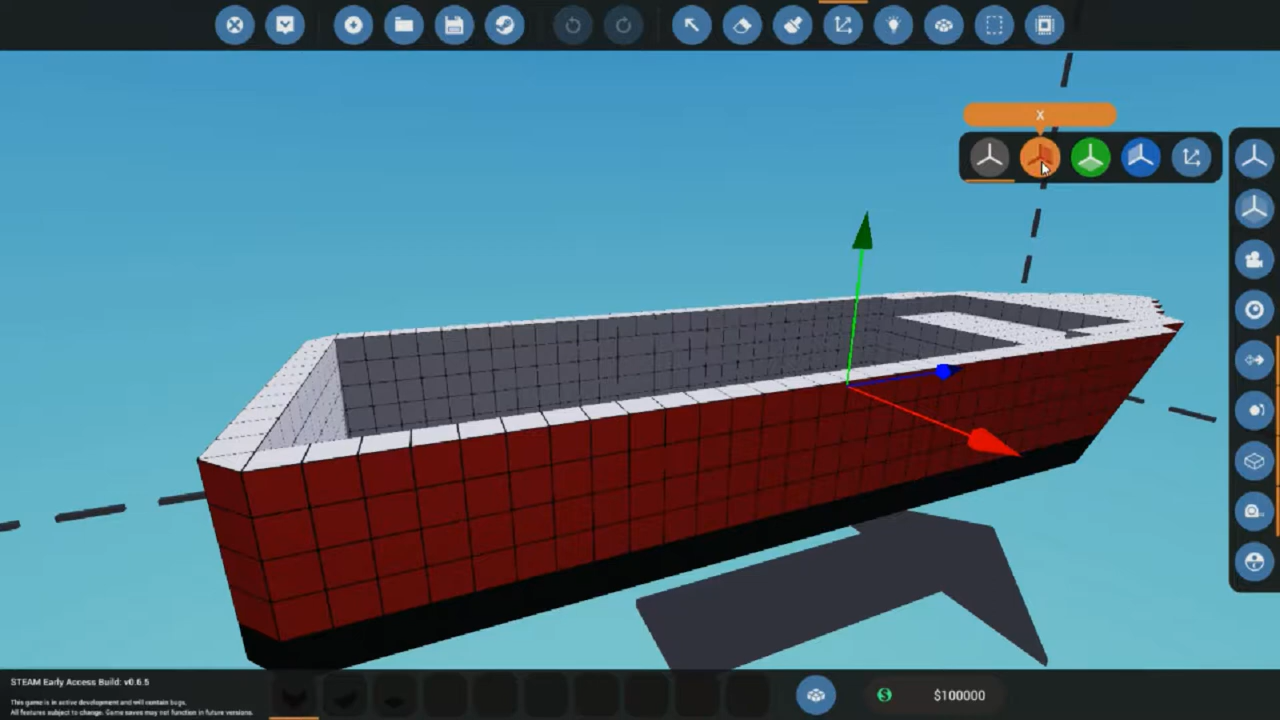 X
STEAM Early Access Build: v0.6.5
This game is in active development and will contain bugs.
All features subject to change. Game saves may not function in future versions.
$100000